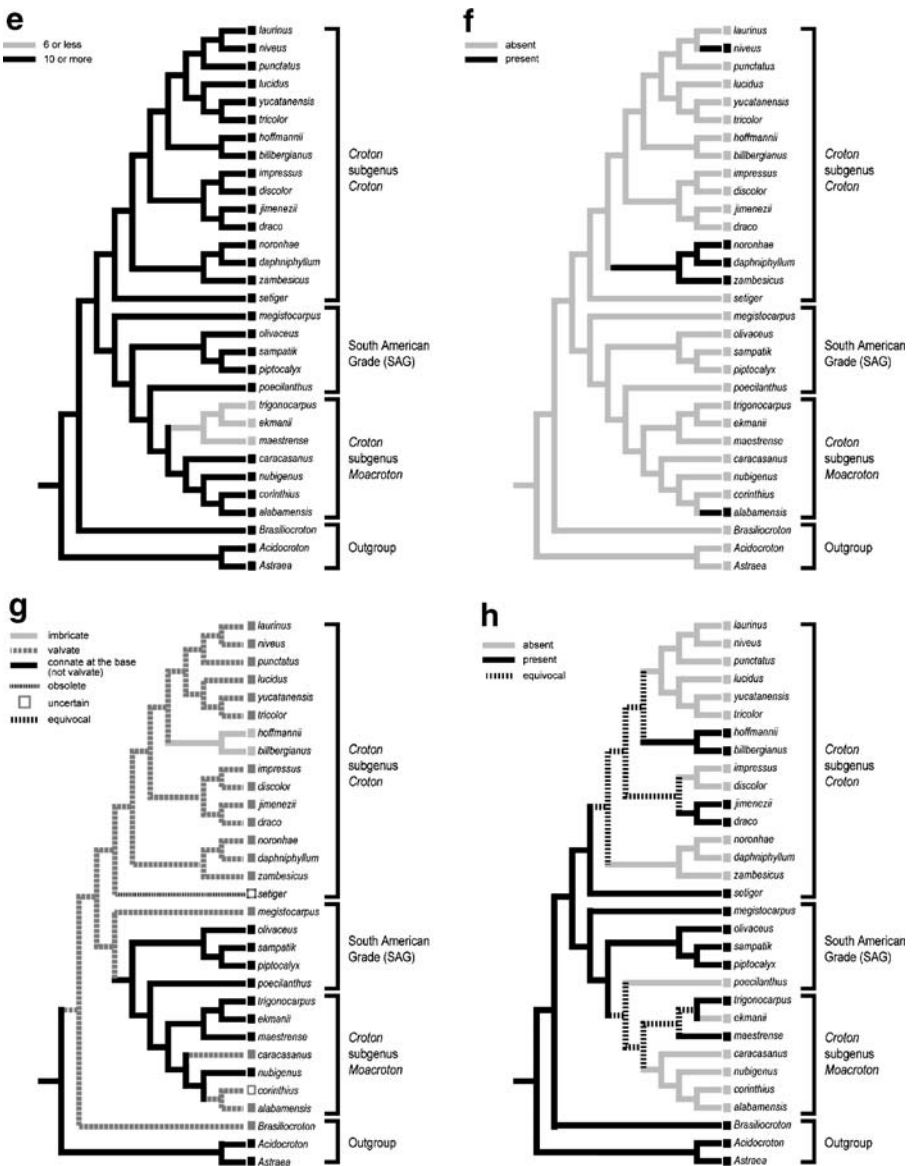 e
6 or less
10 or more
laurinus
niveus
punctatus
lucidus
yucatanensis
tricolor
hoffmannii
billbergianus
impressus
discolor
jimenezii
draco
noronhae
daphniphyllum
zambesicus
setiger
megistocarpus
olivaceus
sampatik
piptocalyx
poecilanthus
trigonocarpus
ekmanii
maestrense
caracasanus
nubigenus
corinthius
alabamensis
Brasiliocroton
Acidocroton
Astraea
Croton
subgenus
Croton
South American
Grade (SAG)
Croton
subgenus
Moacroton
Outgroup
f
absent
present
laurinus
niveus
punctatus
lucidus
yucatanensis
tricolor
hoffmannii
billbergianus
impressus
discolor
jimenezii
draco
noronhae
daphniphyllum
zambesicus
setiger
megistocarpus
olivaceus
sampatik
piptocalyx
poecilanthus
trigonocarpus
ekmanii
maestrense
caracasanus
nubigenus
corinthius
alabamensis
Brasiliocroton
Acidocroton
Astraea
Croton
subgenus
Croton
South American
Grade (SAG)
Croton
subgenus
Moacroton
Outgroup
g
imbricate
valvate
connate at the base
(not valvate)
obsolete
uncertain
equivocal
laurinus
niveus
punctatus
lucidus
yucatanensis
tricolor
hoffmannii
billbergianus
impressus
discolor
jimenezii
draco
noronhae
daphniphyllum
zambesicus
setiger
megistocarpus
olivaceus
sampatik
piptocalyx
poecilanthus
trigonocarpus
ekmanii
maestrense
caracasanus
nubigenus
corinthius
alabamensis
Brasiliocroton
Acidocroton
Astraea
Croton
subgenus
Croton
South American
Grade (SAG)
Croton
subgenus
Moacroton
Outgroup
h
absent
present
equivocal
laurinus
niveus
punctatus
lucidus
yucatanensis
tricolor
hoffmannii
billbergianus
impressus
discolor
jimenezii
draco
noronhae
daphniphyllum
zambesicus
setiger
megistocarpus
olivaceus
sampatik
piptocalyx
poecilanthus
trigonocarpus
ekmanii
maestrense
caracasanus
nubigenus
corinthius
alabamensis
Brasiliocroton
Acidocroton
Astraea
Croton
subgenus
Croton
South American
Grade (SAG)
Croton
subgenus
Moacroton
Outgroup